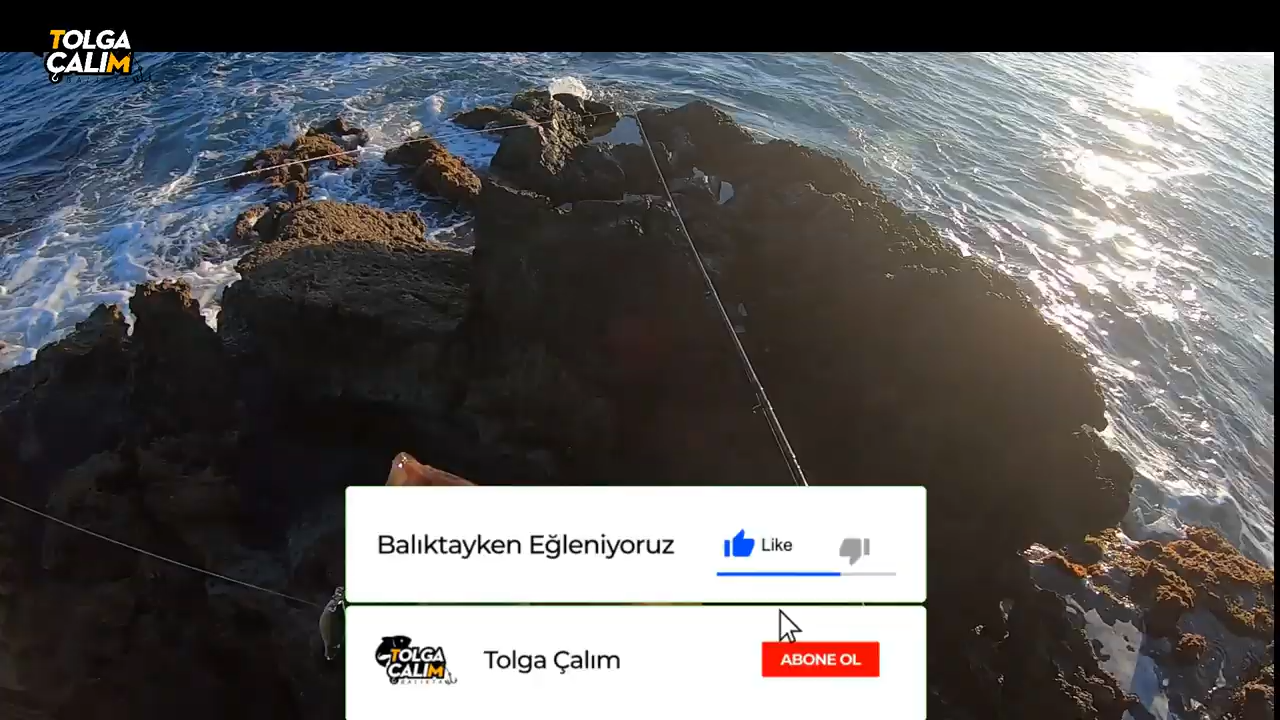 TOLGA
ÇALIM
Balıktayken Eğleniyoruz
Like
TOLGA
ÇALIM
Tolga Çalım
ABONE OL